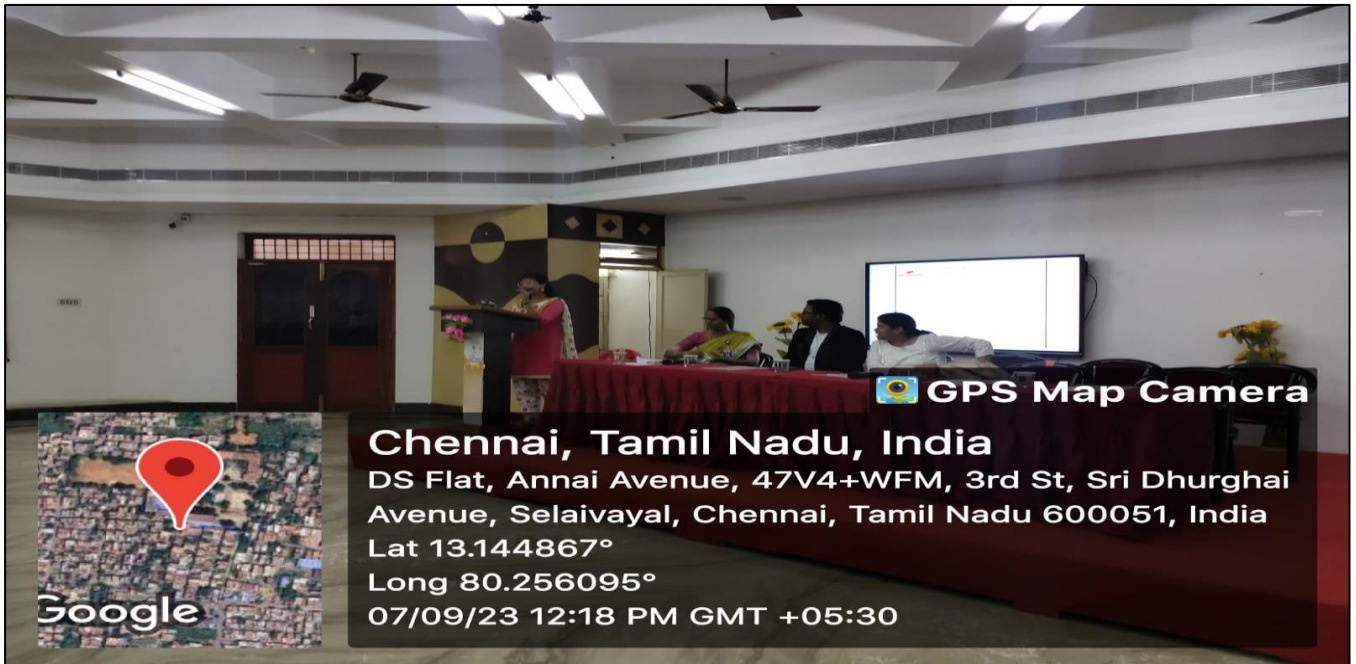 GPS Map Camera
Chennai, Tamil Nadu, India
DS Flat, Annai Avenue, 47V4+WFM, 3rd St, Sri Dhurghai
Avenue, Selaivayal, Chennai, Tamil Nadu 600051, India
Lat 13.144867°
Long 80.256095°
07/09/23 12:18 PM GMT +05:30
Google